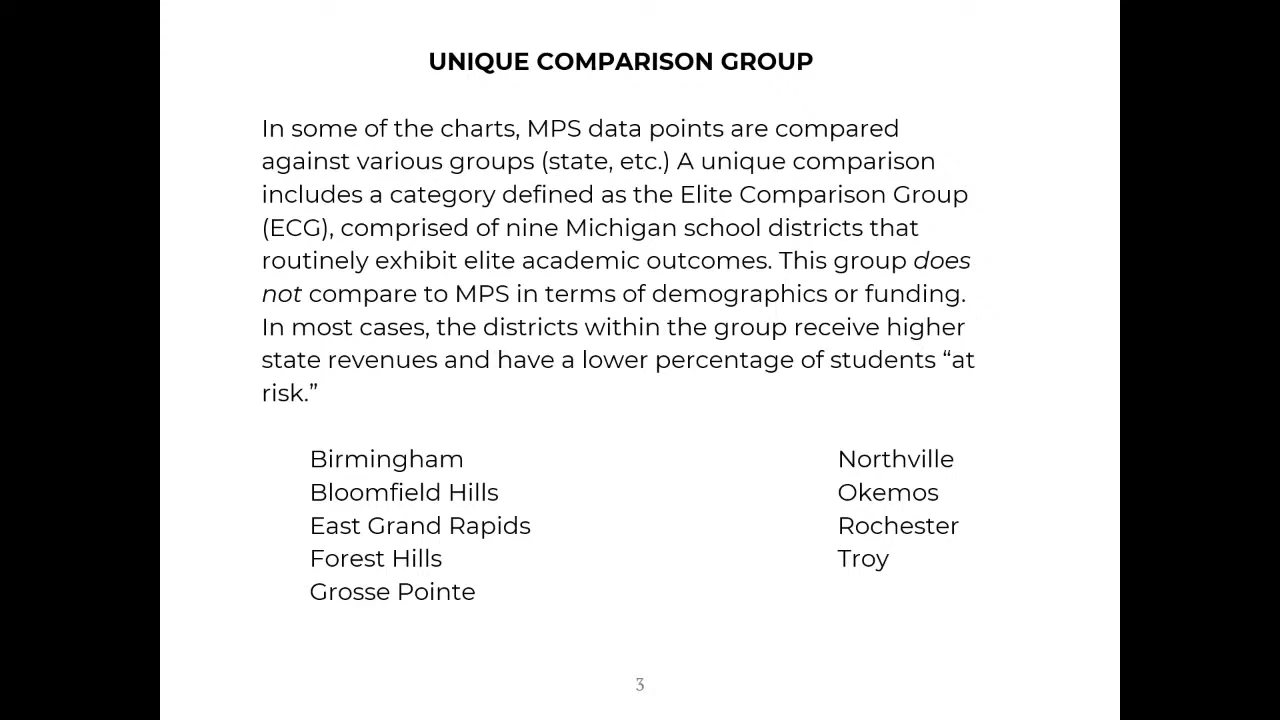 UNIQUE COMPARISON GROUP
In some of the charts, MPS data points are compared
against various groups (state, etc.) A unique comparison
includes a category defined as the Elite Comparison Group
(ECG), comprised of nine Michigan school districts that
routinely exhibit elite academic outcomes. This group does
not compare to MPS in terms of demographics or funding.
In most cases, the districts within the group receive higher
state revenues and have a lower percentage of students “at
risk.”
Birmingham
Bloomfield Hills
East Grand Rapids
Forest Hills
Grosse Pointe
Northville
Okemos
Rochester
Troy
3